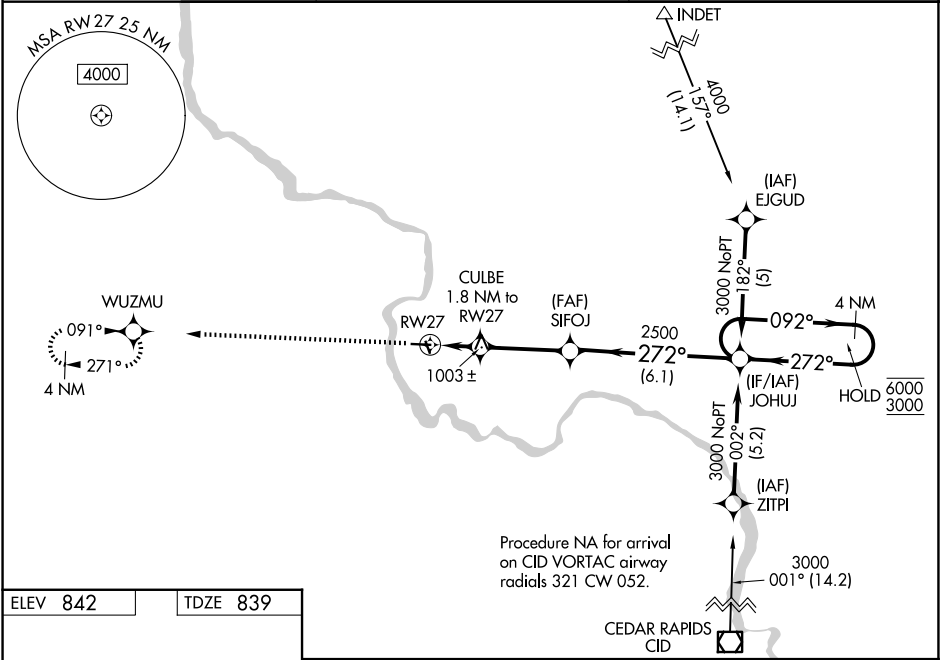 MSA RW27 25 NM
4000
INDET
4000
157°
(14.1)
(IAF)
EJGUD
3000 NoPT
182°
(5)
4 NM
092°
272°
HOLD
6000
3000
(IF/IAF)
JOHUJ
2500
272°
(6.1)
(FAF)
SIFOJ
CULBE
1.8 NM to
RW27
RW27
1003 ±
WUZMU
091°
271°
4 NM
3000 NoPT
002°
(5.2)
(IAF)
ZITPI
Procedure NA for arrival
on CID VORTAC airway
radials 321 CW 052.
3000
001° (14.2)
CEDAR RAPIDS
CID
ELEV 842
TDZE 839